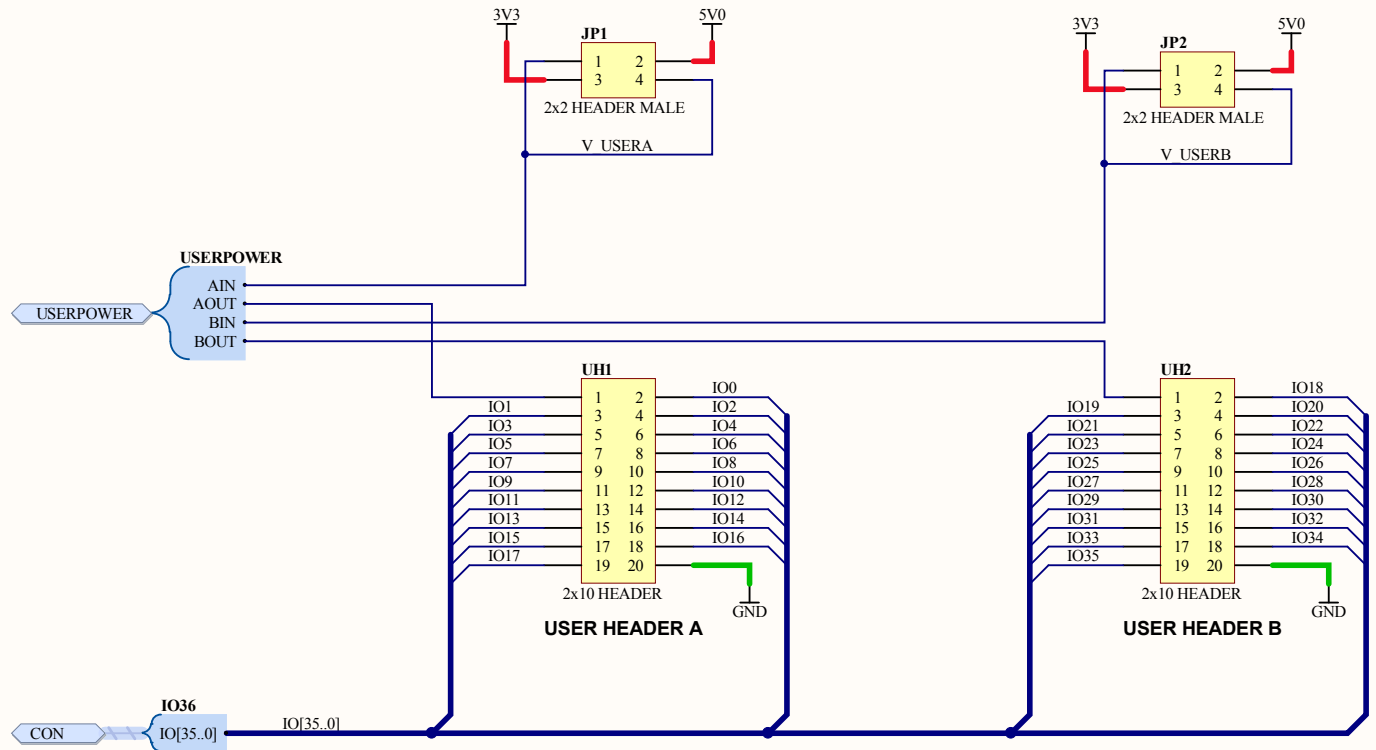 3V3 5V0 3V3 5V0
JP1 JP2
1 2 1 2
3 4 3 4
2x2 HEADER MALE 2x2 HEADER MALE
V_USERA V_USERB
USERPOWER
AIN
AOUT
USERPOWER
BIN
BOUT
UH1 UH2
1 2 IO0 1 2 IO18
IO1 3 4 IO2 IO19 3 4 IO20
IO3 5 6 IO4 IO21 5 6 IO22
IO5 7 8 IO6 IO23 7 8 IO24
IO7 9 10 IO8 IO25 9 10 IO26
IO9 11 12 IO10 IO27 11 12 IO28
IO11 13 14 IO12 IO29 13 14 IO30
IO13 15 16 IO14 IO31 15 16 IO32
IO15 17 18 IO16 IO33 17 18 IO34
IO17 19 20 IO35 19 20
2x10 HEADER GND 2x10 HEADER GND
USER HEADER A USER HEADER B
IO36
CON IO[35..0] IO[35..0]